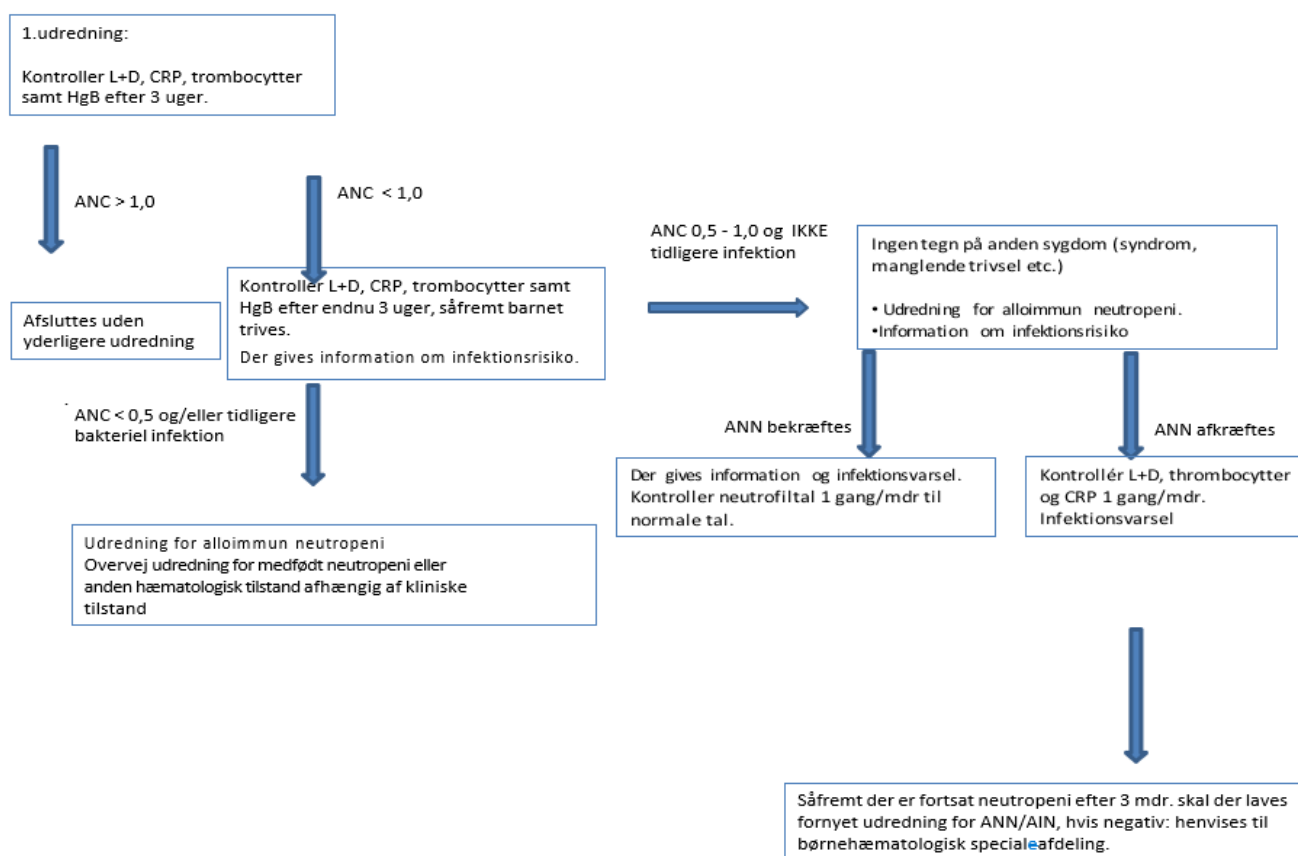 1.udredning:
Kontroller L+D, CRP, trombocytter
samt HgB efter 3 uger.
ANC > 1,0
ANC < 1,0
Afsluttes uden
yderligere udredning
Kontroller L+D, CRP, trombocytter samt
HgB efter endnu 3 uger, såfremt barnet
trives.
Der gives information om infektionsrisiko.
ANC 0,5 - 1,0 og IKKE
tidligere infektion
Ingen tegn på anden sygdom (syndrom,
manglende trivsel etc.)
• Udredning for alloimmun neutropeni.
•Information om infektionsrisiko
ANC < 0,5 og/eller tidligere
bakteriel infektion
ANN bekræftes
ANN afkræftes
Udredning for alloimmun neutropeni
Overvej udredning for medfødt neutropeni eller
anden hæmatologisk tilstand afhængig af kliniske
tilstand
Der gives information og infektionsvarsel.
Kontroller neutrofiltal 1 gang/mdr til
normale tal.
Kontrollér L+D, thrombocytter
og CRP 1 gang/mdr.
Infektionsvarsel
Såfremt der er fortsat neutropeni efter 3 mdr. skal der laves
fornyet udredning for ANN/AIN, hvis negativ: henvises til
børnehæmatologisk specialeafdeling.